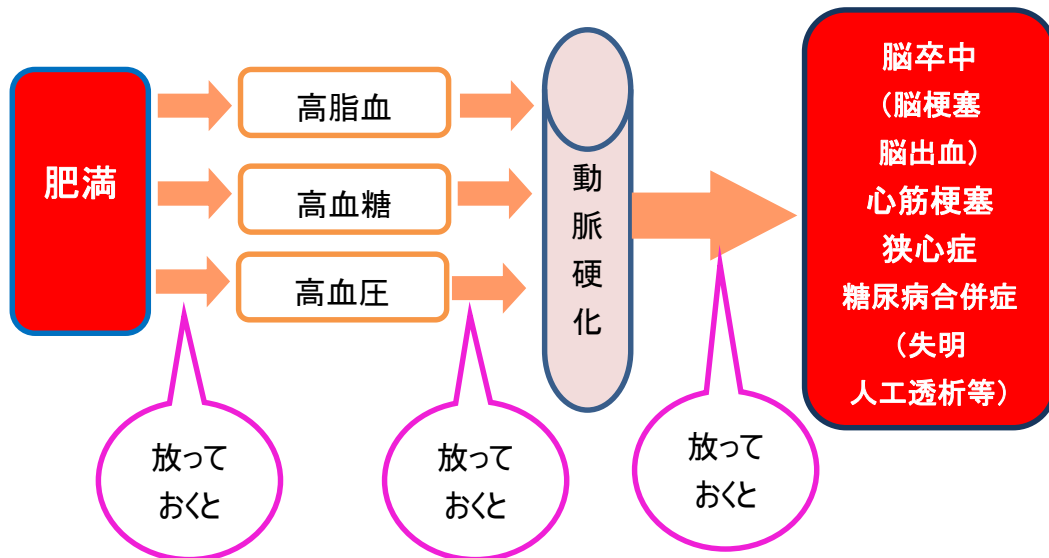 肥満
高脂血
高血糖
高血圧
動
脈
硬
化
脳卒中
（脳梗塞
脳出血）
心筋梗塞
狭心症
糖尿病合併症
（失明
人工透析等）
放って
おくと
放って
おくと
放って
おくと